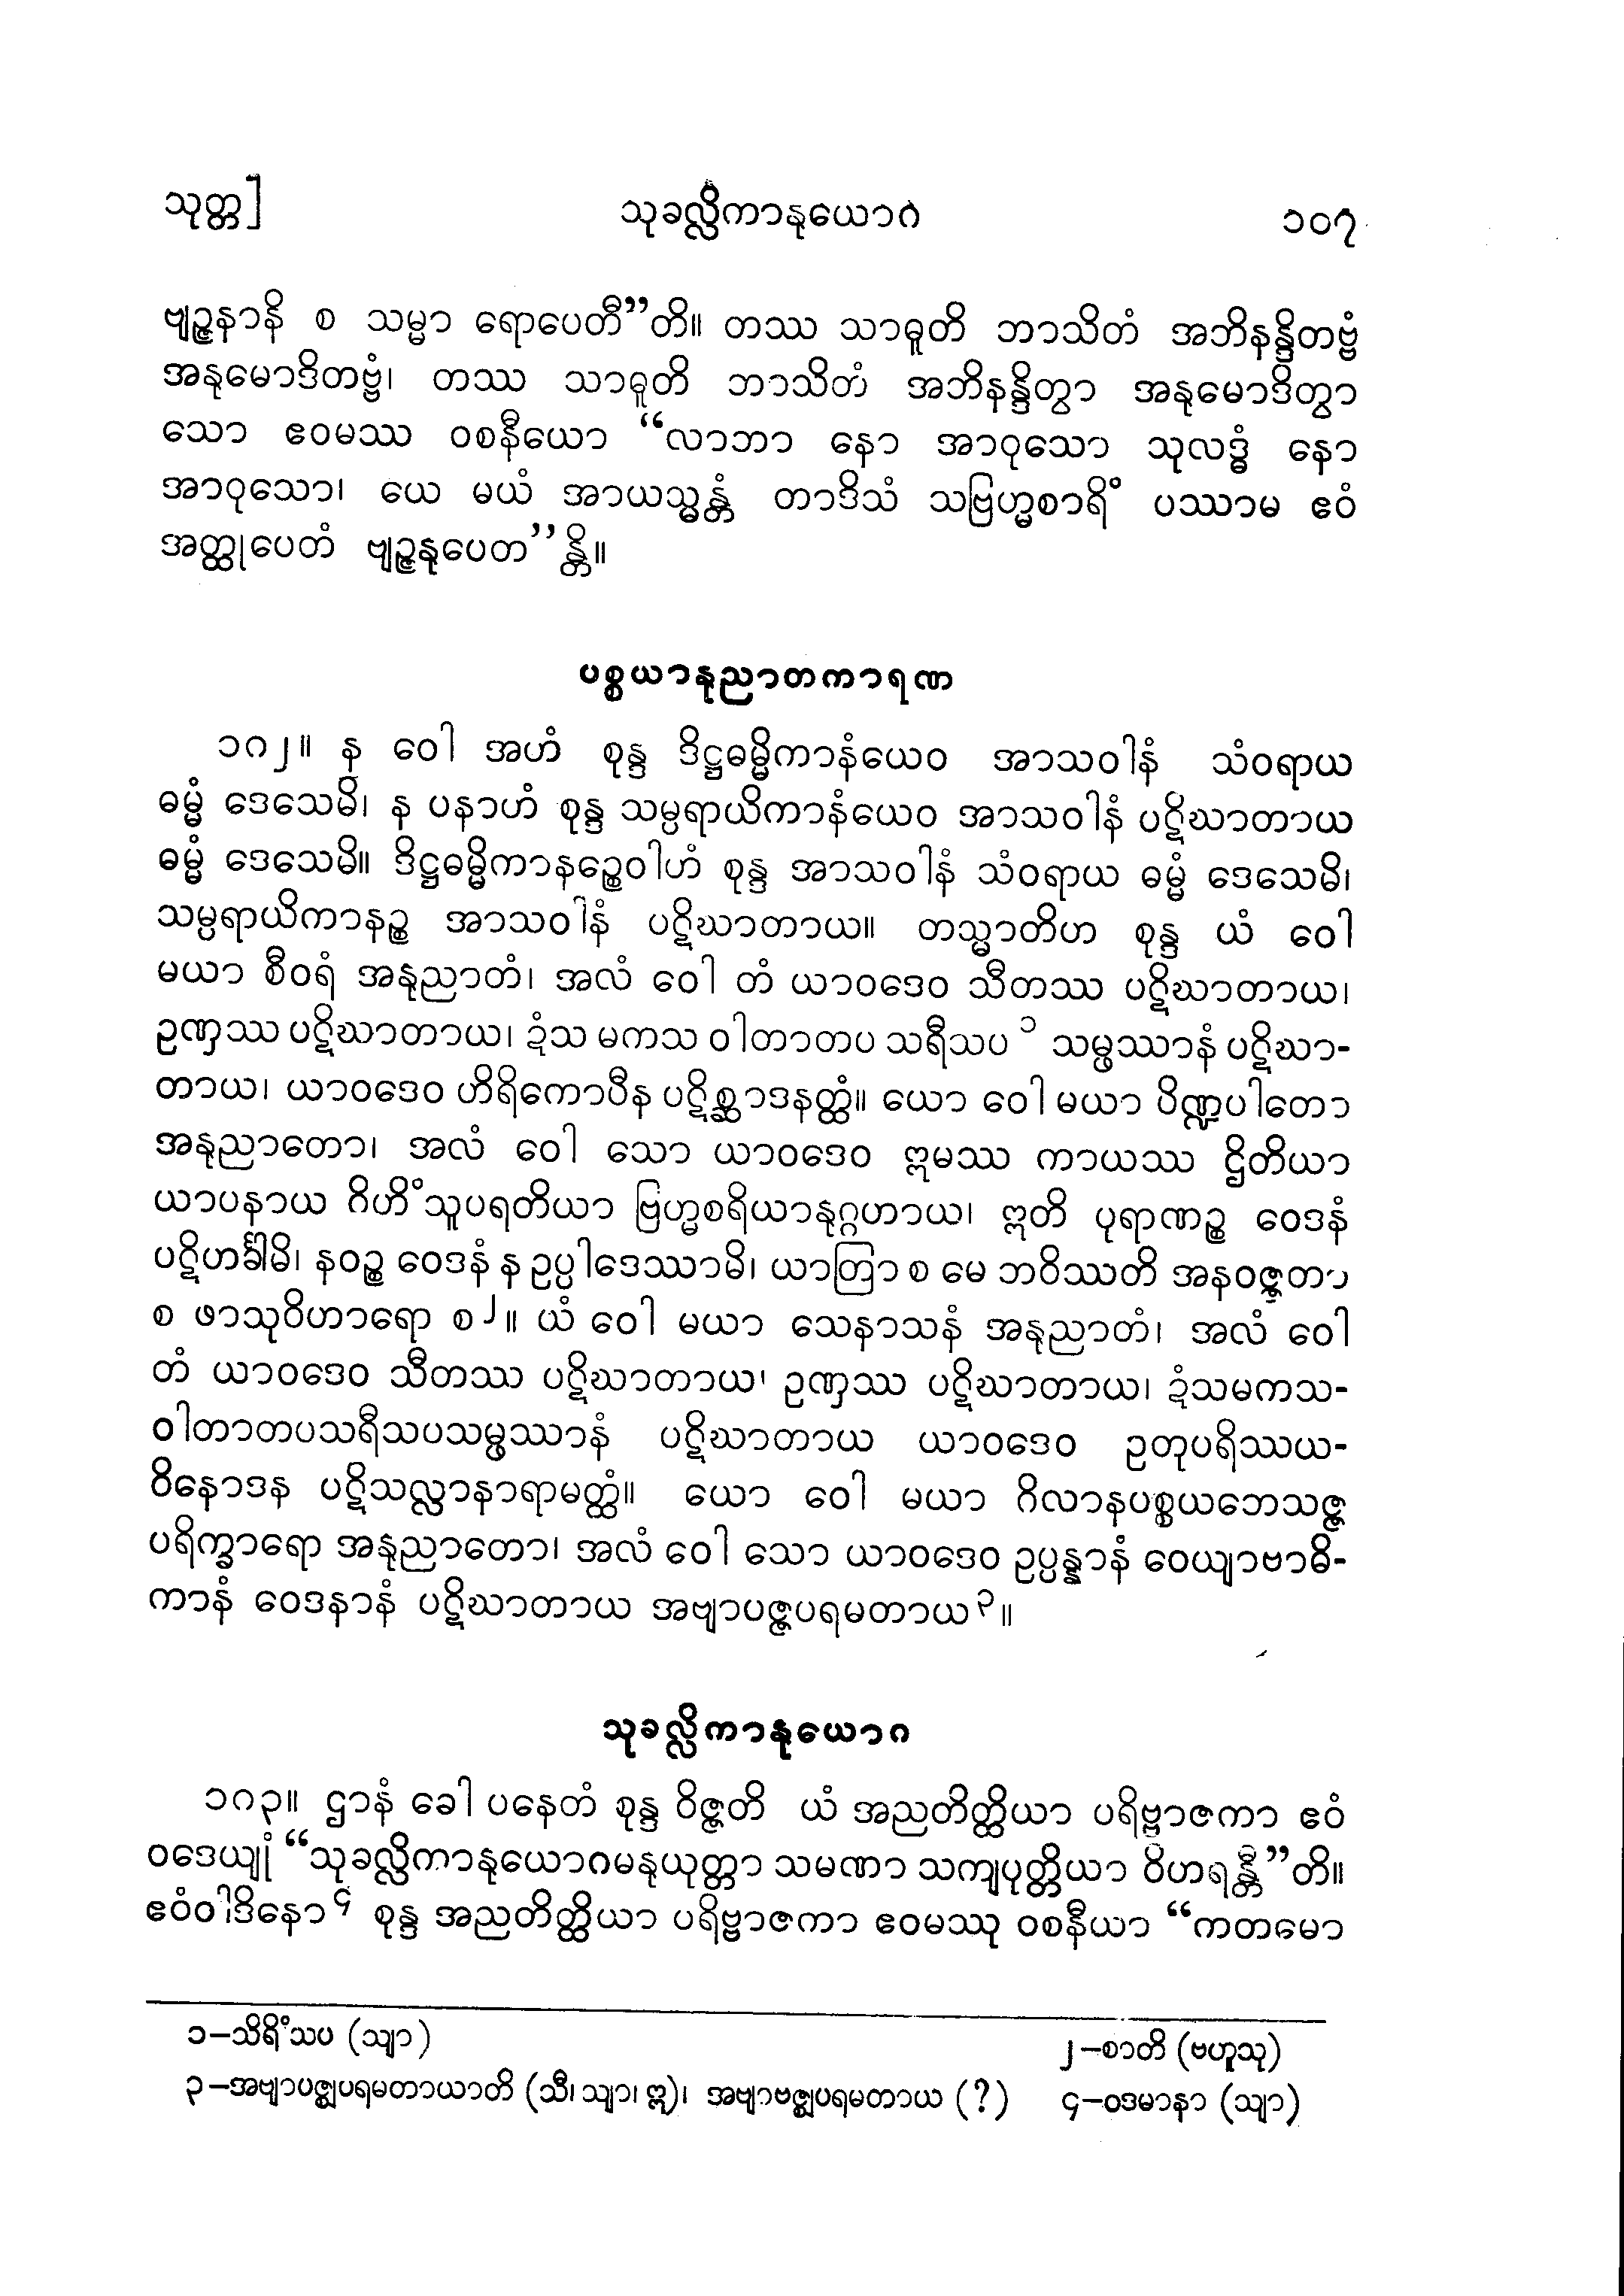 သုတ္တ]
သုခလ္လိကာနုယောဂ
၁၀၇
ဗျဉ္ဇနာနိ စ သမ္မာ ရောပေတီ”တိ။ တဿ သာဓူတိ ဘာသိတံ အဘိနန္ဒိတဗ္ဗံ
အနုမောဒိတဗ္ဗံ၊ တဿ သာဓူတိ ဘာသိတံ အဘိနန္ဒိတွာ အနုမောဒိတွာ
သော ဧဝမဿ ဝစနီယော “လာဘာ နော အာဝုသော သုလဒ္ဓံ နော
အာဝုသော၊ ယေ မယံ အာယသ္မန္တံ တာဒိသံ သဗြဟ္မစာရိံ ပဿာမ ဧဝံ
အတ္ထုပေတံ ဗျဉ္ဇနုပေတ”န္တိ။
ပစ္စယာနုညာတကာရဏ
၁၈၂။ န ဝေါ အဟံ စုန္ဒ ဒိဋ္ဌဓမ္မိကာနံယေဝ အာသဝါနံ သံဝရာယ
ဓမ္မံ ဒေသေမိ၊ န ပနာဟံ စုန္ဒ သမ္ပရာယိကာနံယေဝ အာသဝါနံ ပဋိဃာတာယ
ဓမ္မံ ဒေသေမိ။ ဒိဋ္ဌဓမ္မိကာနဉ္စေဝါဟံ စုန္ဒ အာသဝါနံ သံဝရာယ ဓမ္မံ ဒေသေမိ၊
သမ္ပရာယိကာနဉ္စ အာသဝါနံ ပဋိဃာတာယ။ တသ္မာတိဟ စုန္ဒ ယံ ဝေါ
မယာ စီဝရံ အနုညာတံ၊ အလံ ဝေါ တံ ယာဝဒေဝ သီတဿ ပဋိဃာတာယ၊
ဥဏှဿ ပဋိဃာတာယ၊ ဍံသ မကသ ဝါတာတပ သရီသပ ၁ သမ္ဖဿာနံ ပဋိဃာ-
တာယ၊ ယာဝဒေဝ ဟိရိကောပီန ပဋိစ္ဆာဒနတ္ထံ။ ယော ဝေါ မယာ ပိဏ္ဍပါတော
အနုညာတော၊ အလံ ဝေါ သော ယာဝဒေဝ ဣမဿ ကာယဿ ဌိတိယာ
ယာပနာယ ဝိဟိံသူပရတိယာ ဗြဟ္မစရိယာနုဂ္ဂဟာယ၊ ဣတိ ပုရာဏဉ္စ ဝေဒနံ
ပဋိဟင်္ခါမိ၊ နဝဉ္စ ဝေဒနံ န ဥပ္ပါဒေဿာမိ၊ ယာတြာ စ မေ ဘဝိဿတိ အနဝဇ္ဇတာ
စ ဖာသုဝိဟာရော စ၂။ ယံ ဝေါ မယာ သေနာသနံ အနုညာတံ၊ အလံ ဝေါ
တံ ယာဝဒေဝ သီတဿ ပဋိဃာတာယ၊ ဥဏှဿ ပဋိဃာတာယ၊ ဍံသမကသ-
ဝါတာတပသရီသပသမ္ဖဿာနံ ပဋိဃာတာယ ယာဝဒေဝ ဥတုပရိဿယ-
ဝိနောဒန ပဋိသလ္လာနာရာမတ္ထံ။ ယော ဝေါ မယာ ဂိလာနပစ္စယဘေသဇ္ဇ
ပရိက္ခာရော အနုညာတော၊ အလံ ဝေါ သော ယာဝဒေဝ ဥပ္ပန္နာနံ ဝေယျာဗာဓိ-
ကာနံ ဝေဒနာနံ ပဋိဃာတာယ အဗျာပဇ္ဇပရမတာယ၃။
သုခလ္လိကာနုယောဂ
၁၈၃။ ဌာနံ ခေါ ပနေတံ စုန္ဒ ဝိဇ္ဇတိ ယံ အညတိတ္ထိယာ ပရိဗ္ဗာဇကာ ဧဝံ
ဝဒေယျုံ “သုခလ္လိကာနုယောဂမနုယုတ္တာ သမဏာ သကျပုတ္တိယာ ဝိဟရန္တီ”တိ။
ဧဝံဝါဒိနော၄ စုန္ဒ အညတိတ္ထိယာ ပရိဗ္ဗာဇကာ ဧဝမဿု ဝစနီယာ “ကတမော
၁–သိရိံသပ (သျာ)
၂–စာတိ (ဗဟူသု)
၃–အဗျာပဇ္ဈပရမတာယာတိ (သီ၊ သျာ၊ ဣ)၊ အဗျာဗဇ္ဈပရမတာယ (?)
၄–ဝဒမာနာ (သျာ)